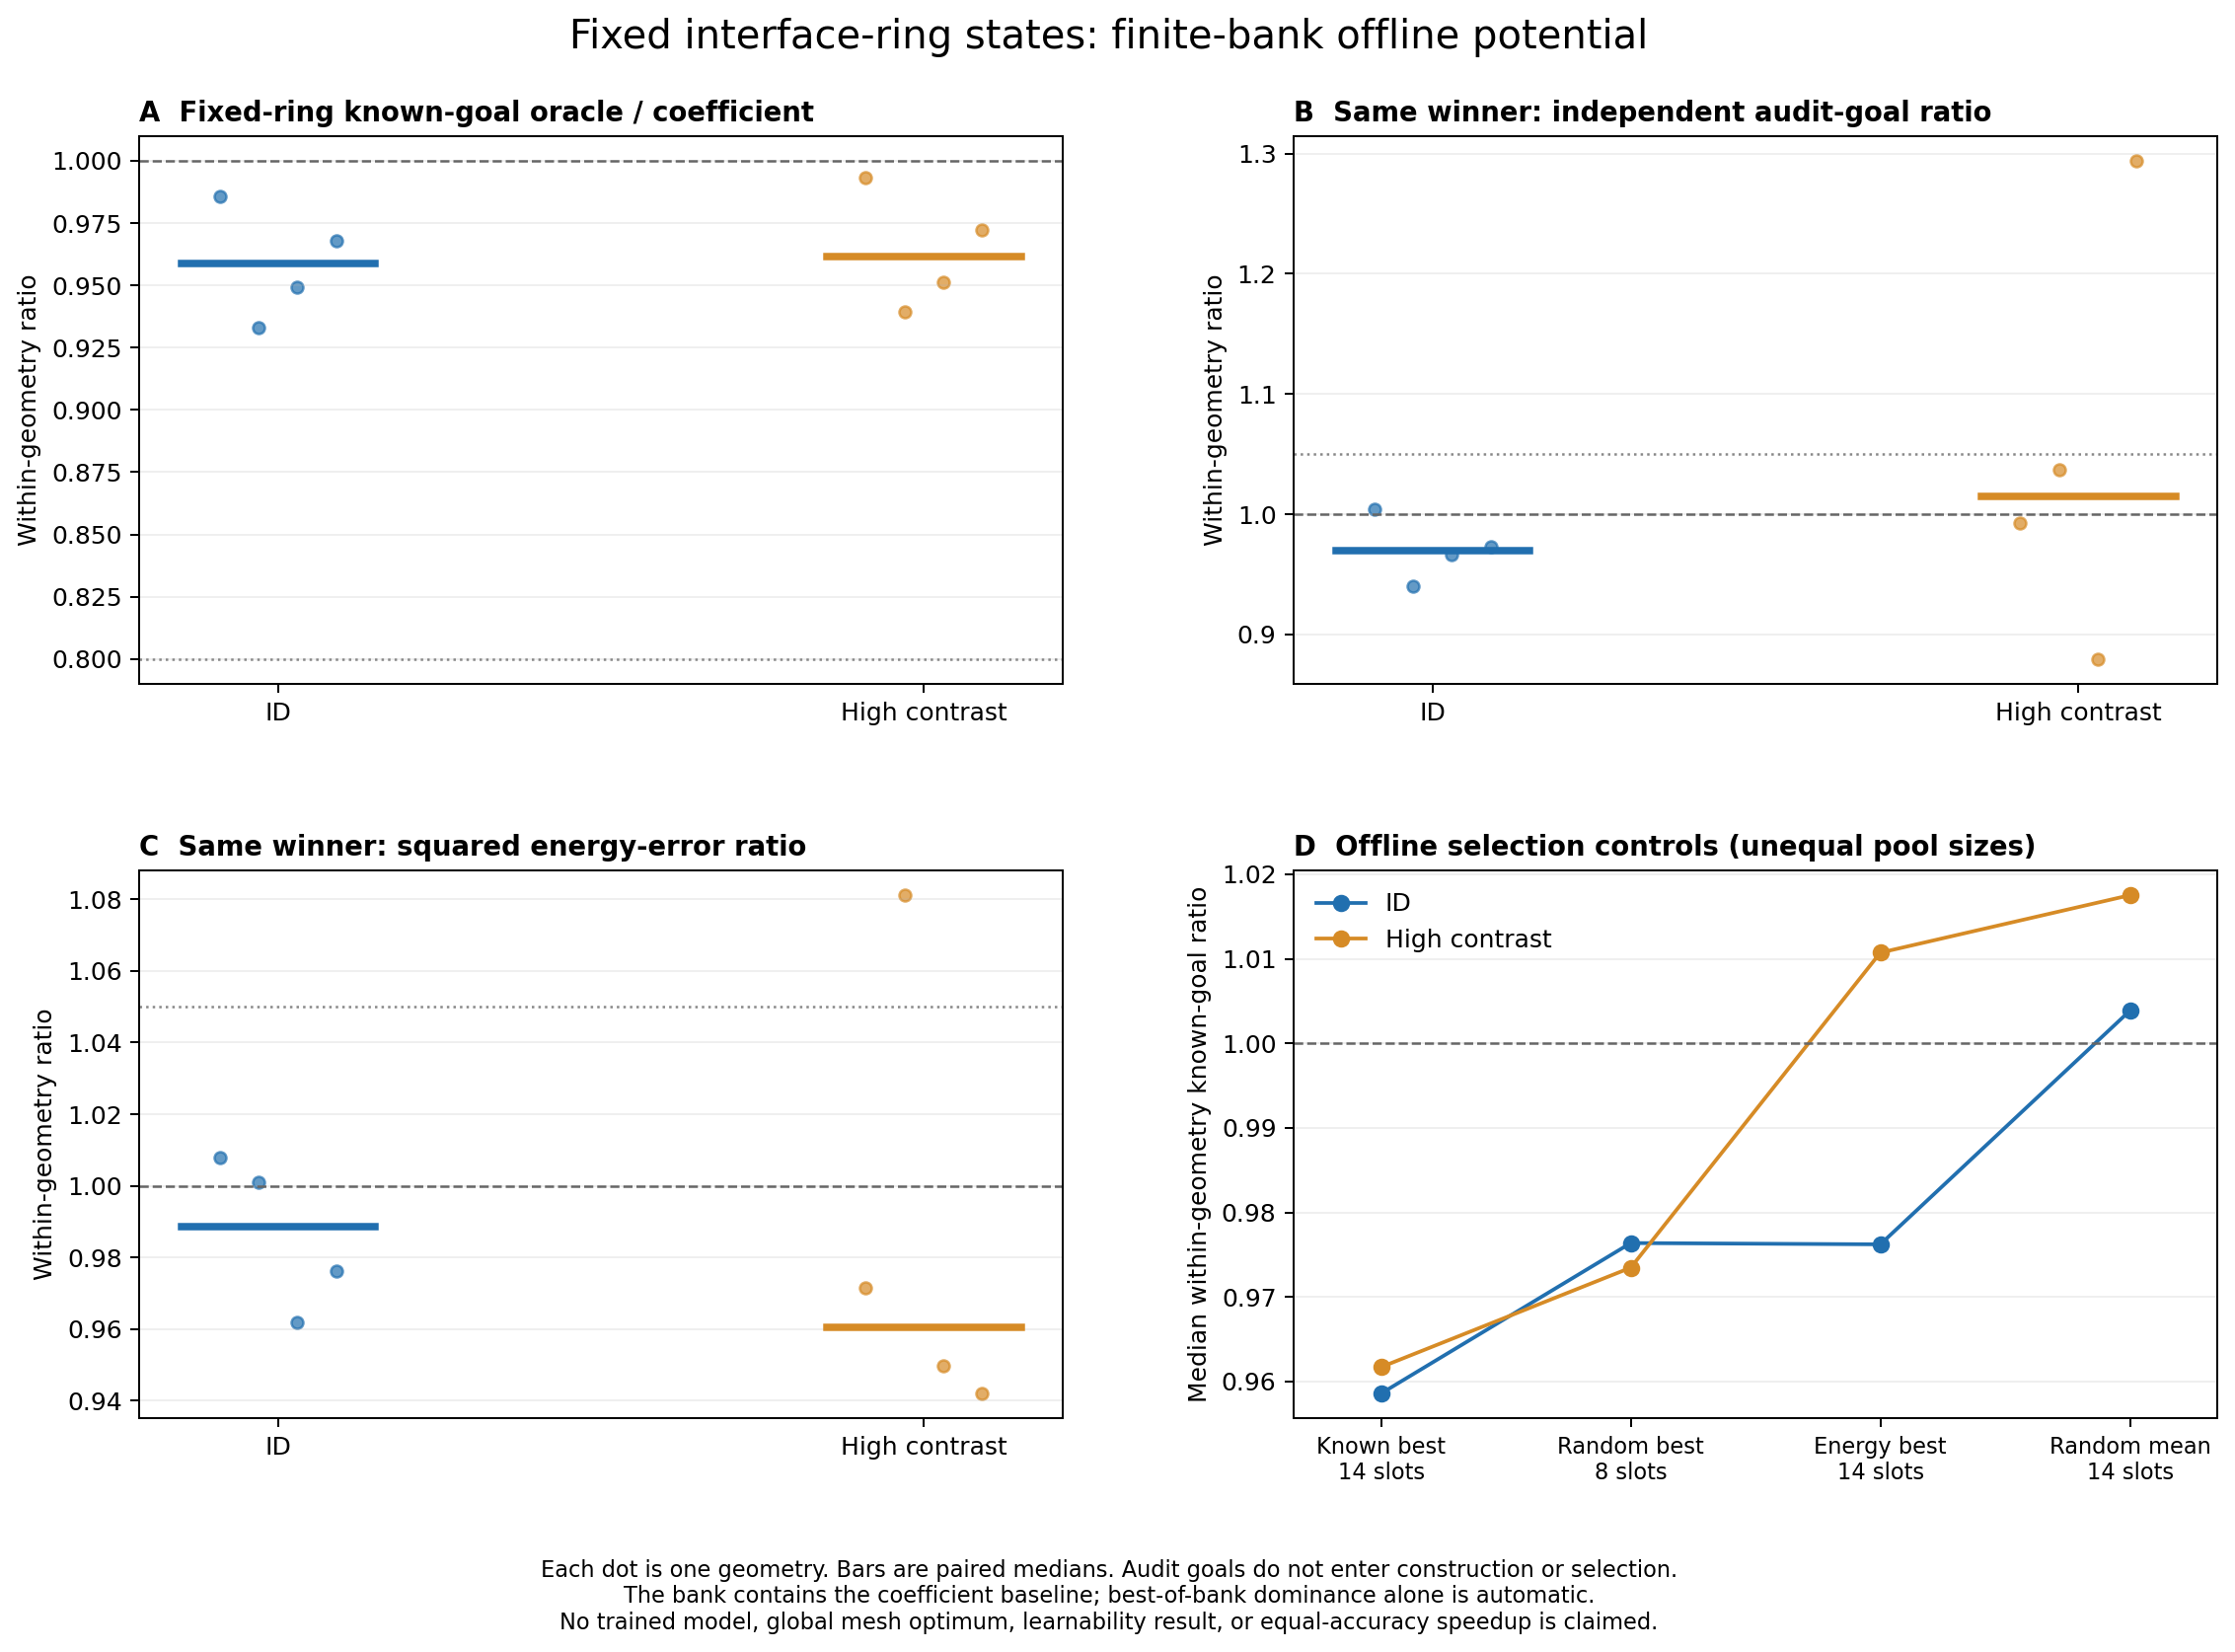 Fixed interface-ring states: finite-bank offline potential
A Fixed-ring known-goal oracle / coefficient
Within-geometry ratio
1.000
0.975
0.950
0.925
0.900
0.875
0.850
0.825
0.800
ID
High contrast
B Same winner: independent audit-goal ratio
Within-geometry ratio
1.3
1.2
1.1
1.0
0.9
ID
High contrast
C Same winner: squared energy-error ratio
Within-geometry ratio
1.08
1.06
1.04
1.02
1.00
0.98
0.96
0.94
ID
High contrast
D Offline selection controls (unequal pool sizes)
Median within-geometry known-goal ratio
1.02
1.01
1.00
0.99
0.98
0.97
0.96
ID
High contrast
Known best
14 slots
Random best
8 slots
Energy best
14 slots
Random mean
14 slots
Each dot is one geometry. Bars are paired medians. Audit goals do not enter construction or selection.
The bank contains the coefficient baseline; best-of-bank dominance alone is automatic.
No trained model, global mesh optimum, learnability result, or equal-accuracy speedup is claimed.